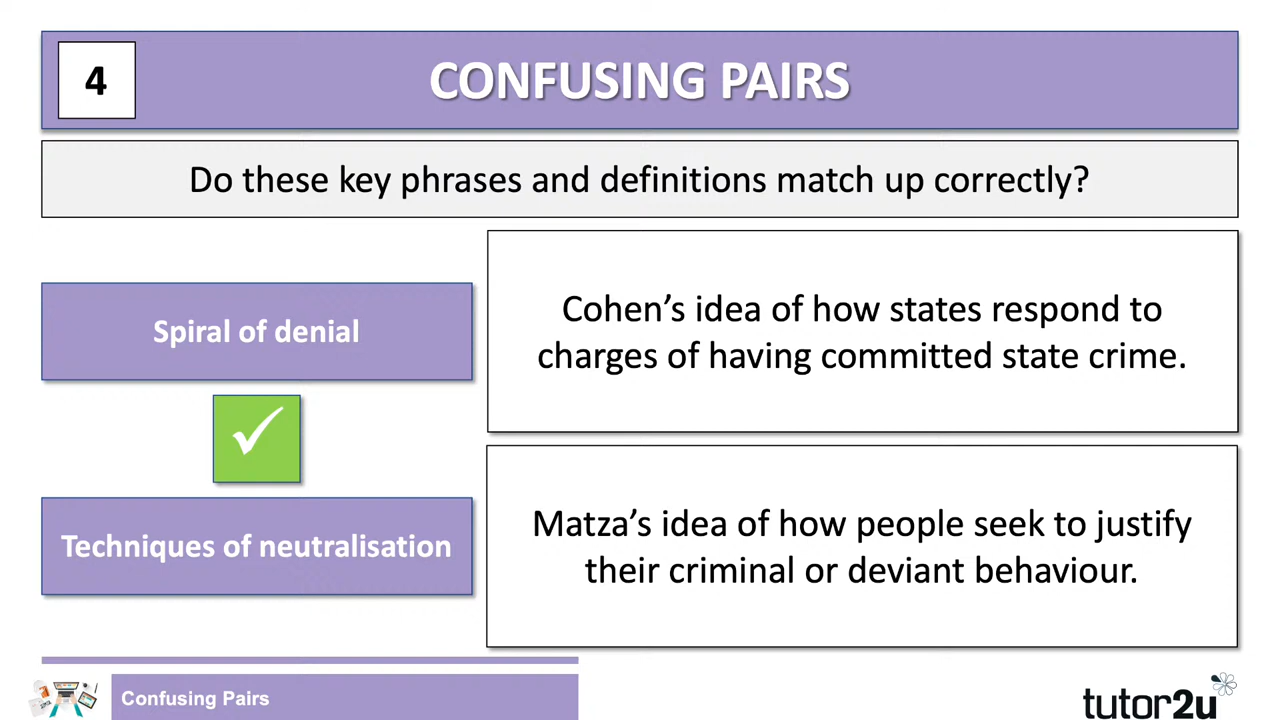 4
CONFUSING PAIRS
Do these key phrases and definitions match up correctly?
Spiral of denial
Cohen’s idea of how states respond to
charges of having committed state crime.
Techniques of neutralisation
Matza’s idea of how people seek to justify
their criminal or deviant behaviour.
Confusing Pairs
tutor2u